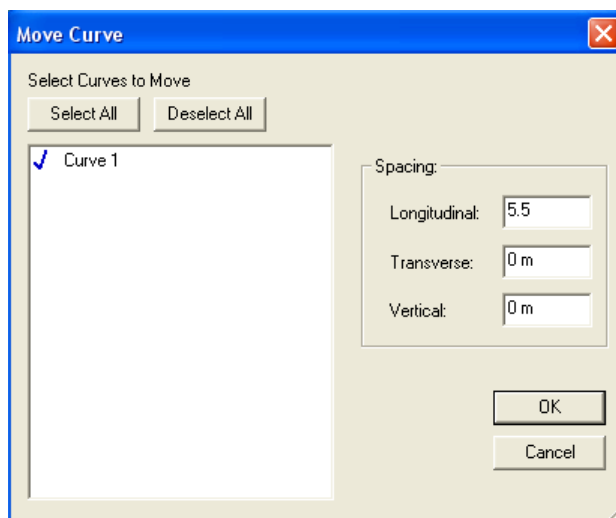 Move Curve
Select Curves to Move
Select All Deselect All
Curve 1
Spacing:
Longitudinal: 5.5
Transverse: 0 m
Vertical: 0 m
OK
Cancel